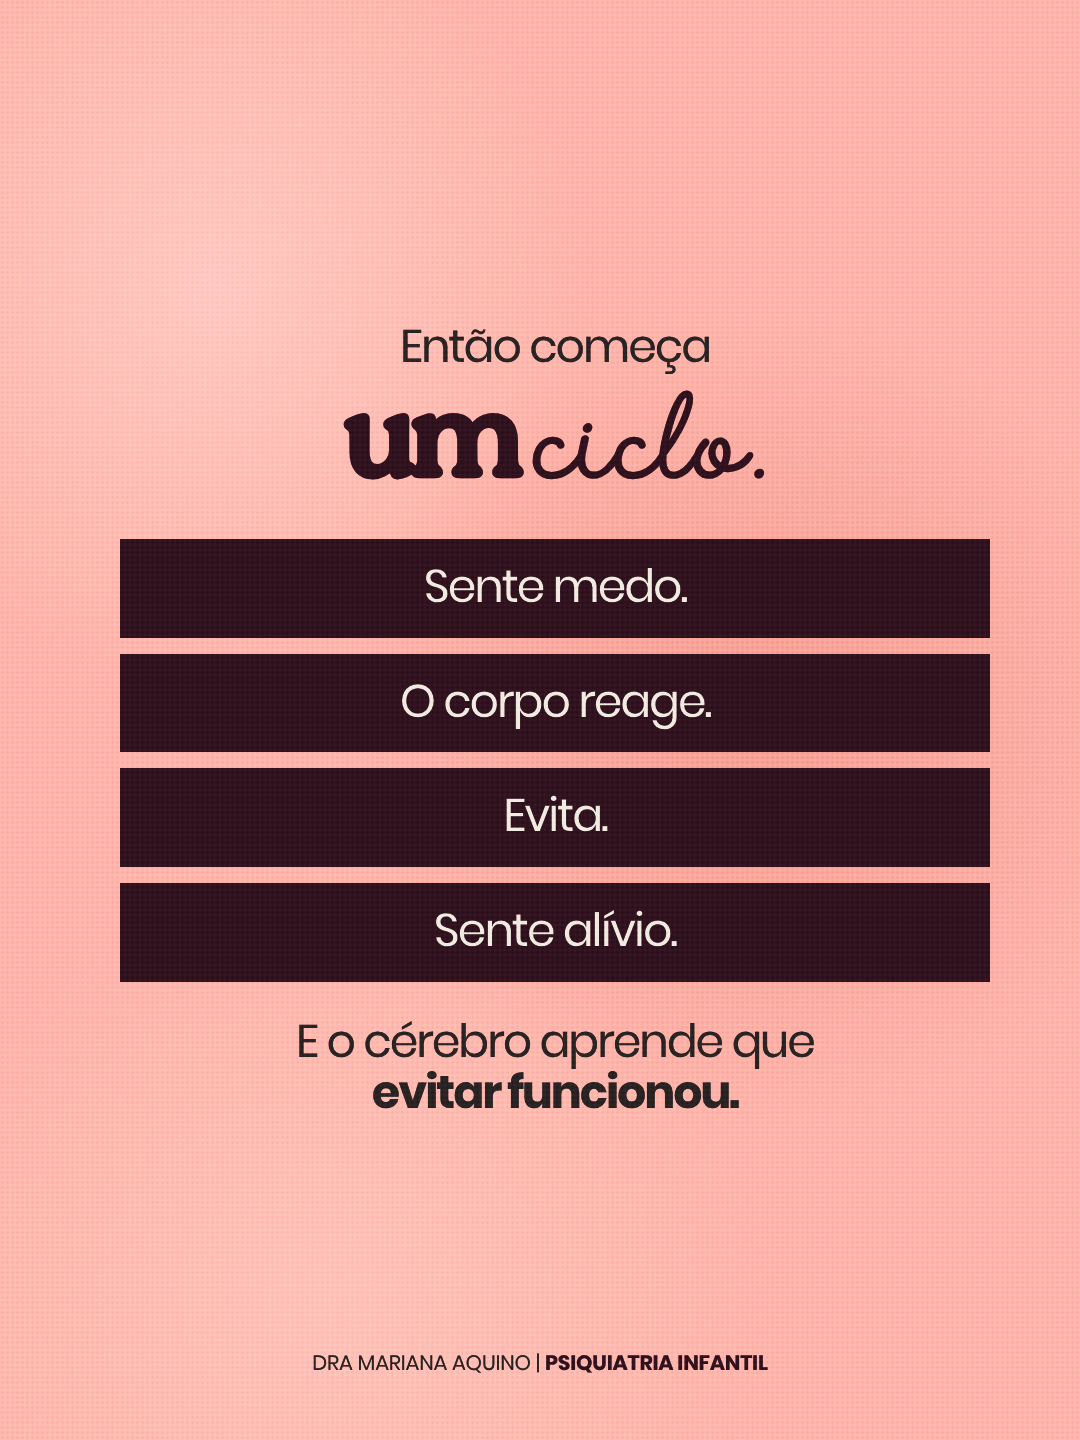 Então começa
um ciclo.
Sente medo.
O corpo reage.
Evita.
Sente alívio.
E o cérebro aprende que
evitar funcionou.
DRA MARIANA AQUINO | PSIQUIATRIA INFANTIL